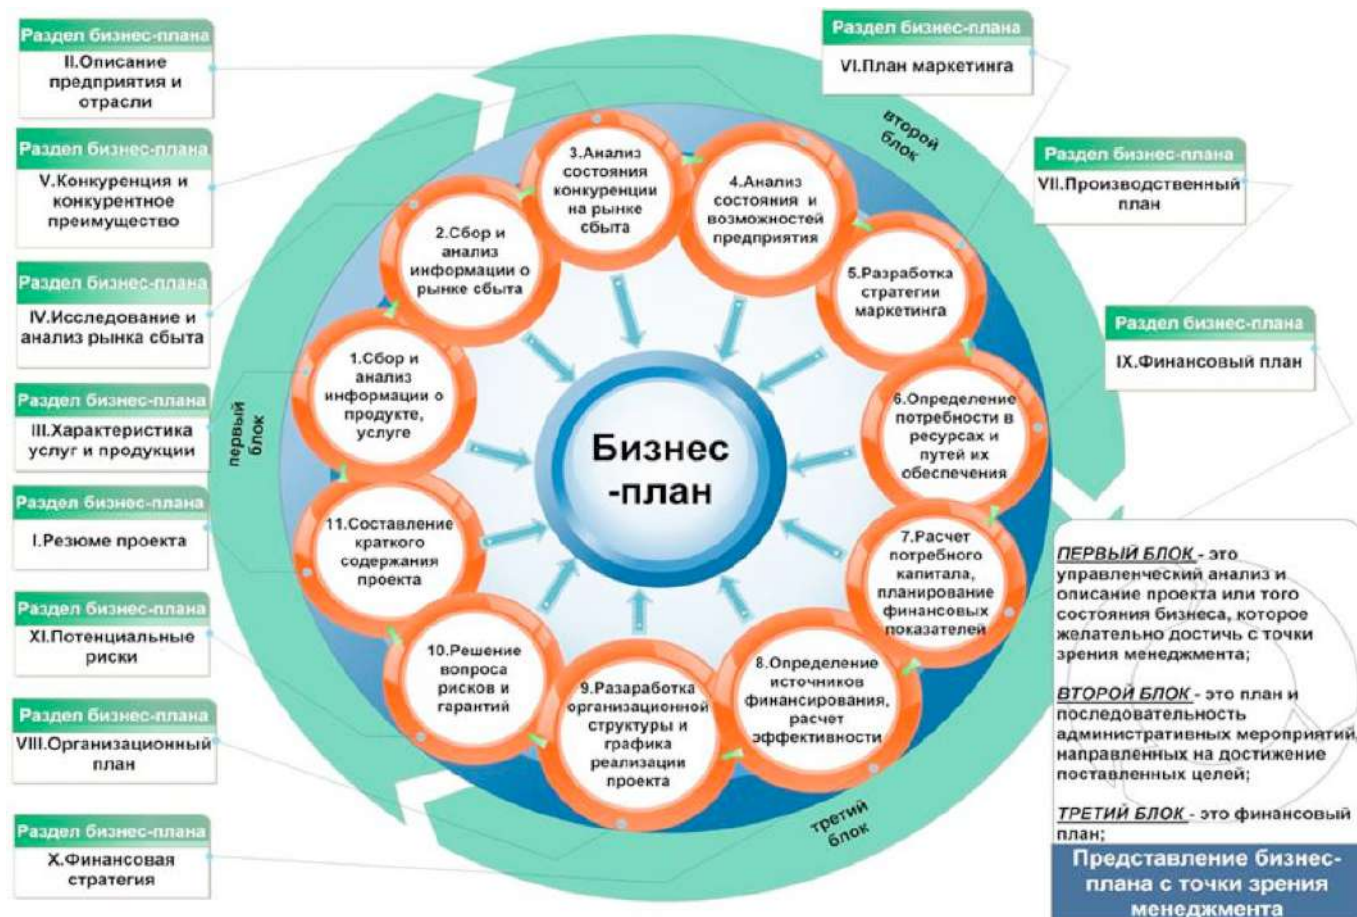 Раздел бизнес-плана
II.Описание
предприятия и
отрасли
Раздел бизнес-плана
V.Конкуренция и
конкурентное
преимущество
Раздел бизнес-плана
IV.Исследование и
анализ рынка сбыта
Раздел бизнес-плана
III.Характеристика
услуг и продукции
Раздел бизнес-плана
I.Резюме проекта
Раздел бизнес-плана
XI.Потенциальные
риски
Раздел бизнес-плана
VIII.Организационный
план
Раздел бизнес-плана
X.Финансовая
стратегия
первый
блок
второй
блок
третий
блок
1.Сбор и
анализ
информации о
продукте,
услуге
2.Сбор и
анализ
информации о
рынке сбыта
3.Анализ
состояния
конкуренции
на рынке
сбыта
4.Анализ
состояния и
возможностей
предприятия
5.Разработка
стратегии
маркетинга
6.Определение
потребности в
ресурсах и
путей их
обеспечения
7.Расчет
потребного
капитала,
планирование
финансовых
показателей
8.Определение
источников
финансирования,
расчет
эффективности
9.Разаработка
организационной
структуры и
графика
реализации
проекта
10.Решение
вопроса
рисков и
гарантий
11.Составление
краткого
содержания
проекта
Бизнес
-план
Раздел бизнес-плана
VI.План маркетинга
Раздел бизнес-плана
VII.Производственный
план
Раздел бизнес-плана
IX.Финансовый план
ПЕРВЫЙ БЛОК - это
управленческий анализ и
описание проекта или того
состояния бизнеса, которое
желательно достичь с точки
зрения менеджмента;
ВТОРОЙ БЛОК - это план и
последовательность
административных мероприятий,
направленных на достижение
поставленных целей;
ТРЕТИЙ БЛОК - это финансовый
план;
Представление бизнес-
плана с точки зрения
менеджмента